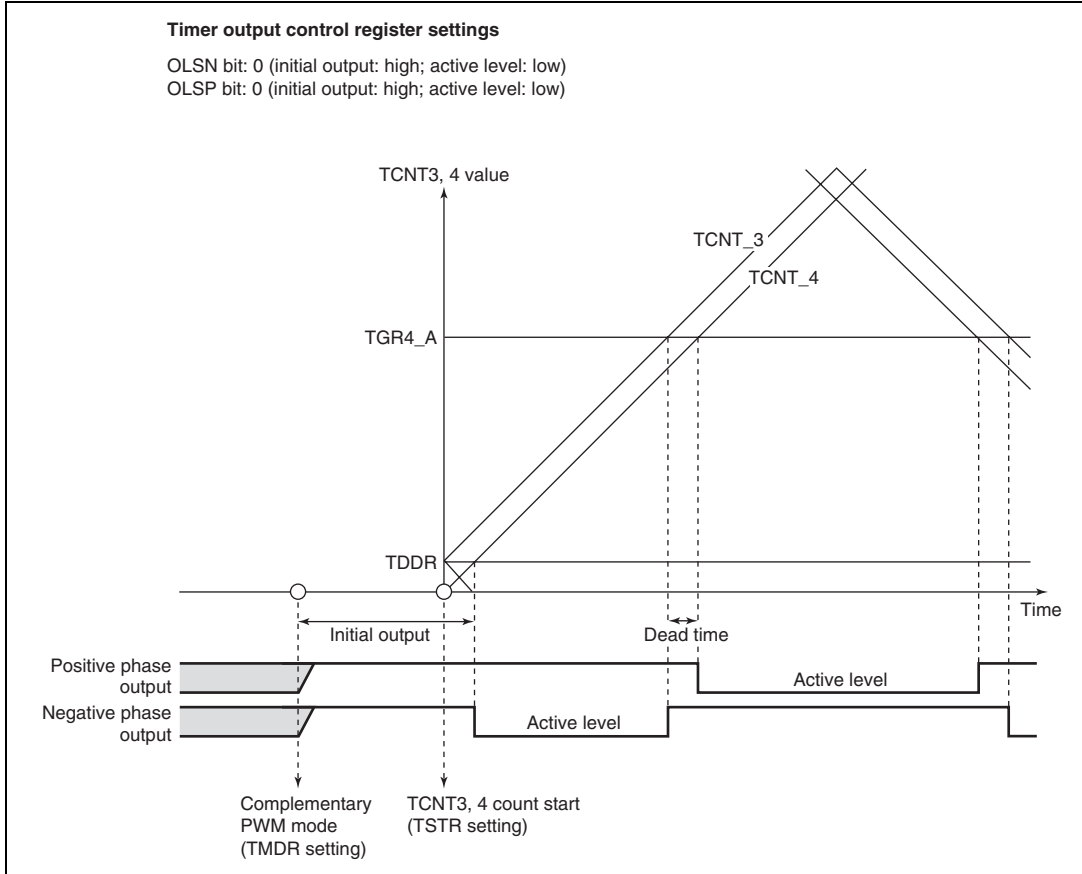 Timer output control register settings
OLSN bit: 0 (initial output: high; active level: low)
OLSP bit: 0 (initial output: high; active level: low)
TCNT3, 4 value
TCNT_3
TCNT_4
TGR4_A
TDDR
Time
Initial output
Dead time
Positive phase
output
Active level
Negative phase
output
Active level
Complementary
PWM mode
(TMDR setting)
TCNT3, 4 count start
(TSTR setting)